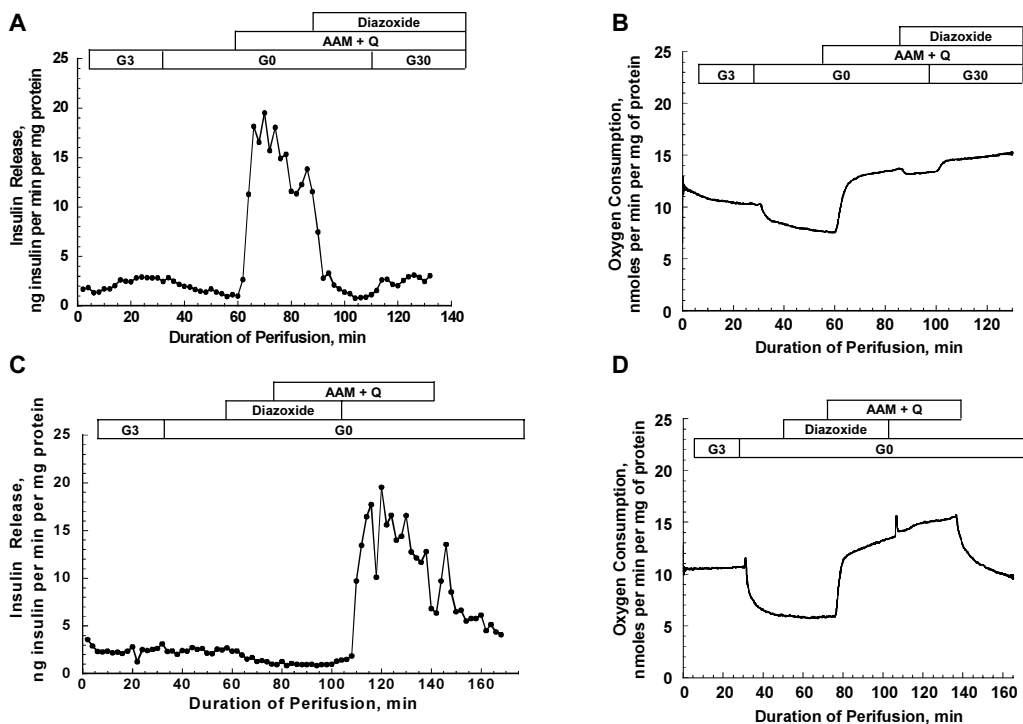 A
Diazoxide
AAM + Q
G3 G0 G30
25
20
15
10
5
0
0 20 40 60 80 100 120 140
Insulin Release,
ng insulin per min per mg protein
Duration of Perifusion, min
B
Diazoxide
AAM + Q
G3 G0 G30
25
20
15
10
5
0
0 20 40 60 80 100 120
Oxygen Consumption,
nmoles per min per mg of protein
Duration of Perifusion, min
C
AAM + Q
Diazoxide
G3 G0
25
20
15
10
5
0
0 20 40 60 80 100 120 140 160
Insulin Release,
ng insulin per min per mg protein
Duration of Perifusion, min
D
AAM + Q
Diazoxide
G3 G0
25
20
15
10
5
0
0 20 40 60 80 100 120 140 160
Oxygen Consumption,
nmoles per min per mg of protein
Duration of Perifusion, min